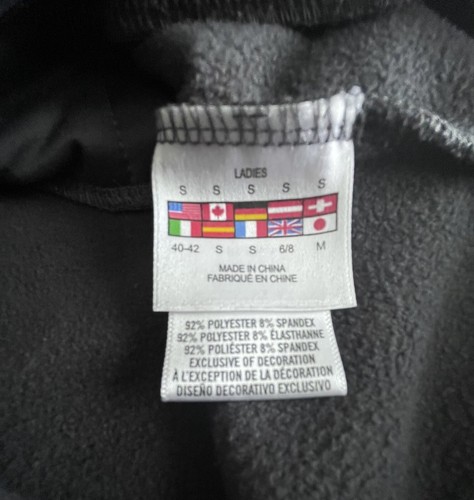 LADIES
S S S S S
40-42 S S 6/8 M
MADE IN CHINA
FABRIQUÉ EN CHINE
92% POLYESTER 8% SPANDEX
92% POLYESTER 8% ÉLASTHANNE
92% POLIÉSTER 8% SPANDEX
EXCLUSIVE OF DECORATION
À L'EXCEPTION DE LA DÉCORATION
DISEÑO DECORATIVO EXCLUSIVO